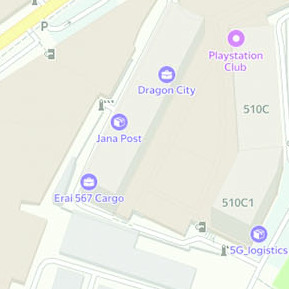 P
Playstation
Club
Dragon City
510C
Jana Post
Eral 567 Cargo
510C1
5G_logistics